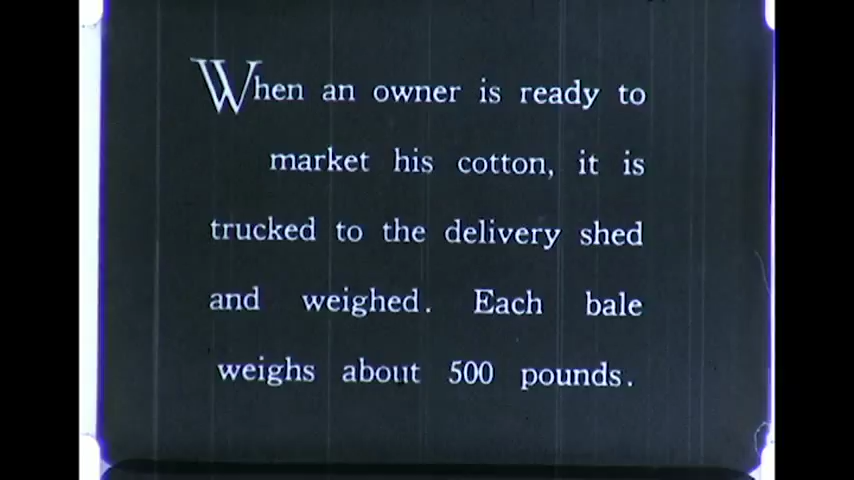 When an owner is ready to
market his cotton, it is
trucked to the delivery shed
and weighed. Each bale
weighs about 500 pounds.